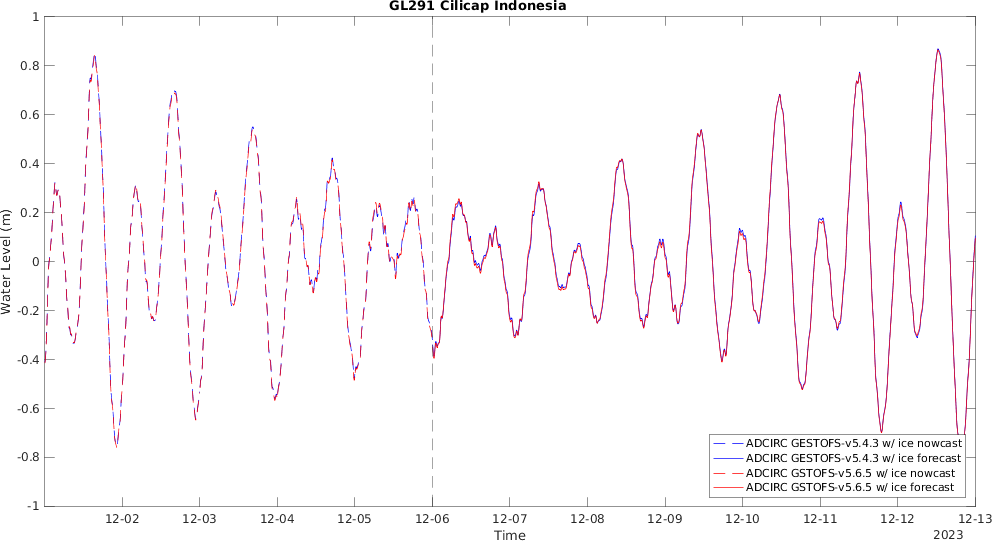 GL291 Cilicap Indonesia
1
0.8
0.6
0.4
0.2
0
-0.2
-0.4
-0.6
-0.8
-1
Water Level (m)
ADCIRC GESTOFS-v5.4.3 w/ ice nowcast
ADCIRC GESTOFS-v5.4.3 w/ ice forecast
ADCIRC GSTOFS-v5.6.5 w/ ice nowcast
ADCIRC GSTOFS-v5.6.5 w/ ice forecast
12-02 12-03 12-04 12-05 12-06 12-07 12-08 12-09 12-10 12-11 12-12 12-13
Time
2023